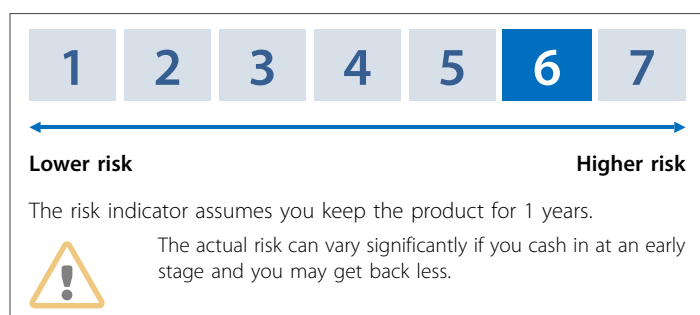 1 2 3 4 5 6 7
Lower risk Higher risk
The risk indicator assumes you keep the product for 1 years.
The actual risk can vary significantly if you cash in at an early
stage and you may get back less.